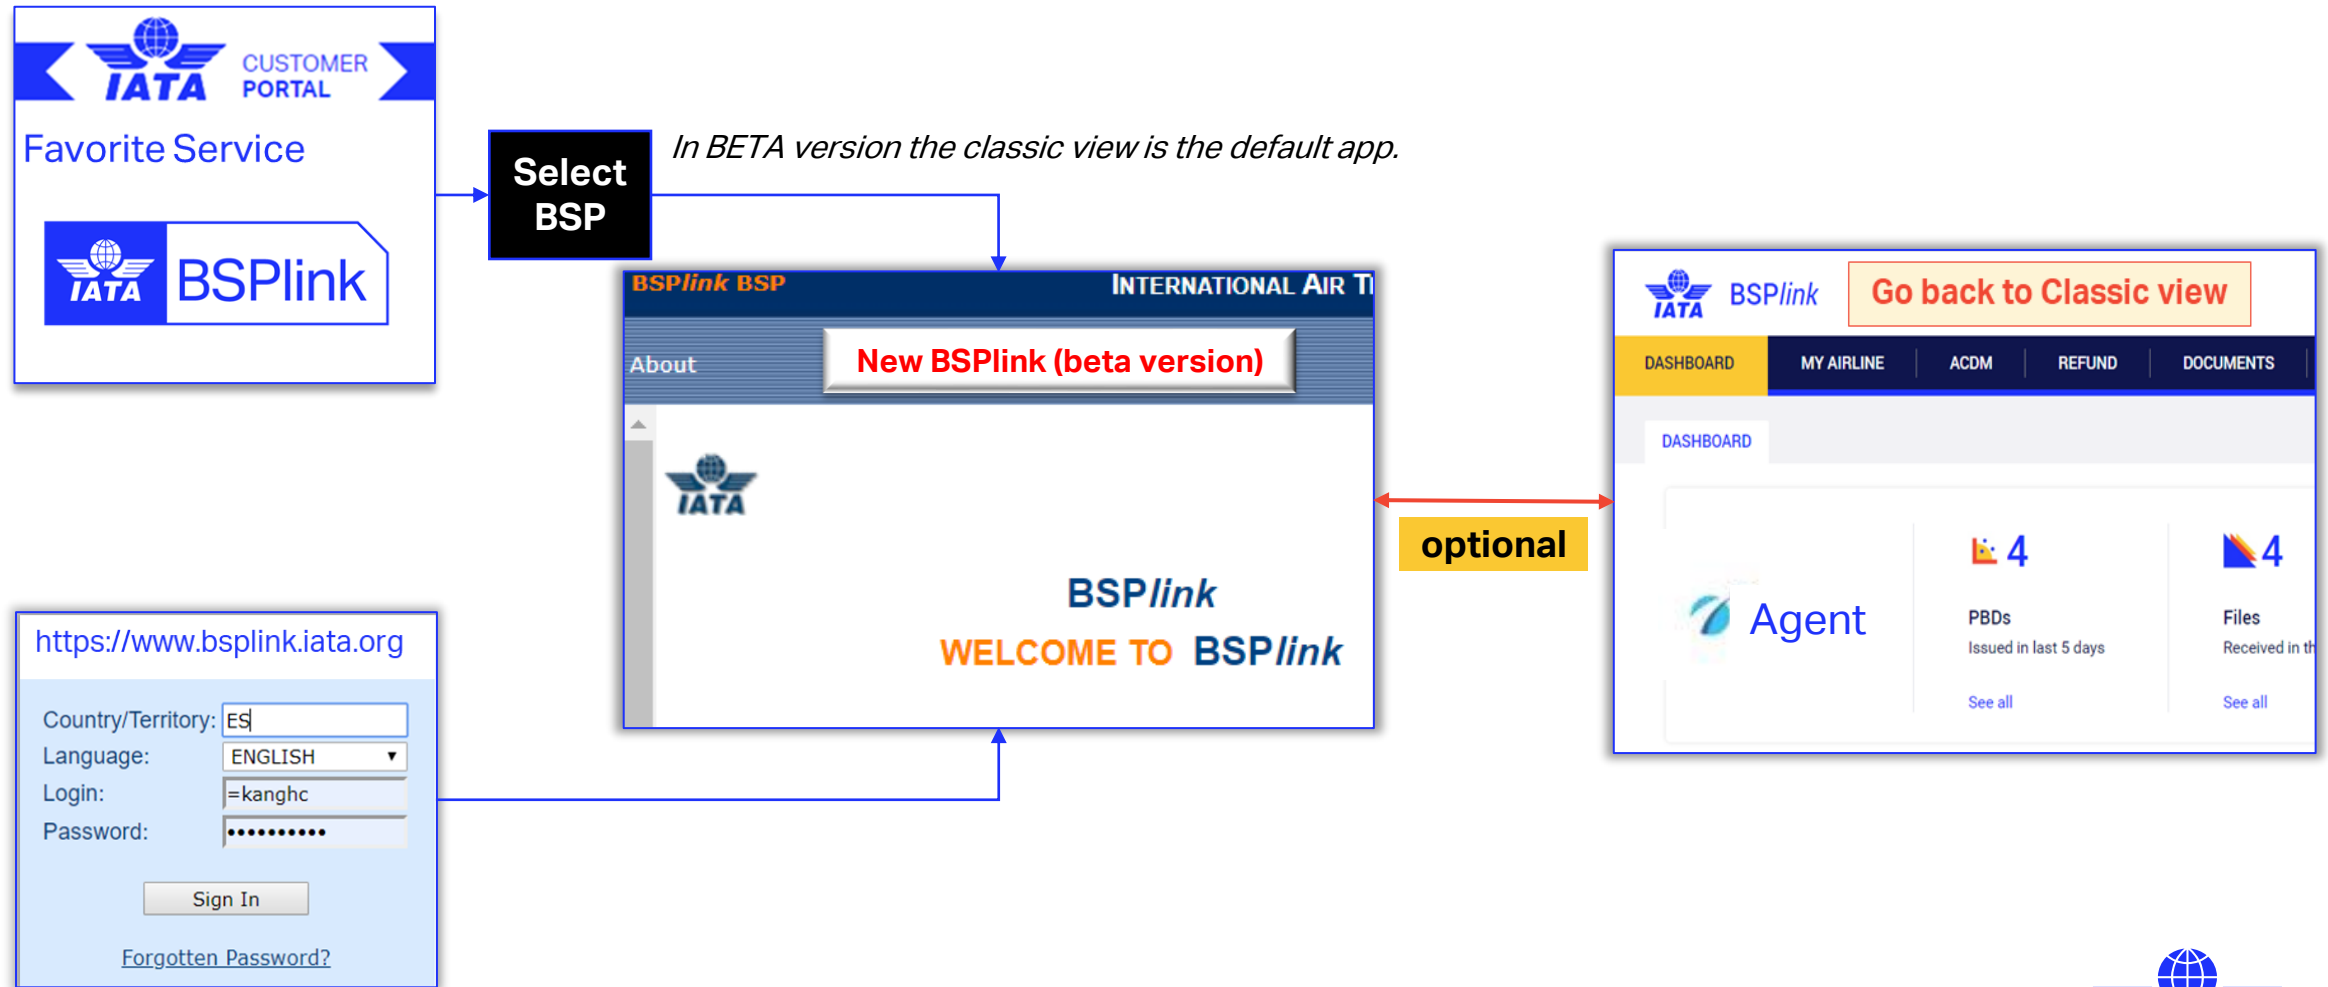 IATA
CUSTOMER
PORTAL
Favorite Service
IATA
BSPlink
Select
BSP
In BETA version the classic view is the default app.
BSPlink BSP
INTERNATIONAL AIR T
About
New BSPlink (beta version)
IATA
BSPlink
WELCOME TO BSPlink
optional
IATA
BSPlink
Go back to Classic view
DASHBOARD
MY AIRLINE
ACDM
REFUND
DOCUMENTS
DASHBOARD
Agent
4
PBDs
Issued in last 5 days
See all
4
Files
Received in th
See all
https://www.bsplink.iata.org
Country/Territory: ES
Language: ENGLISH
Login: =kanghc
Password: ••••••••••
Sign In
Forgotten Password?